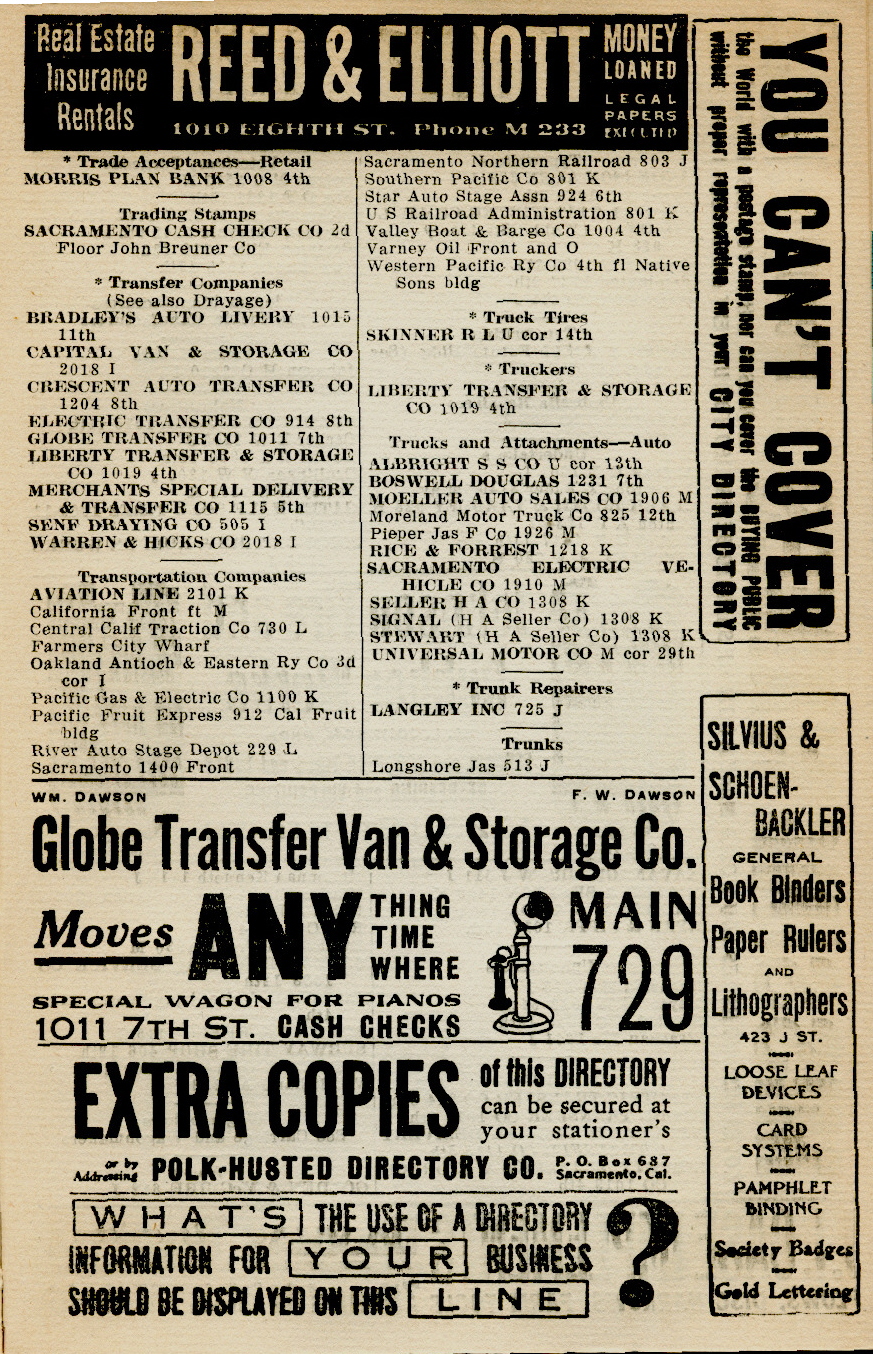 Real Estate
Insurance
Rentals
REED & ELLIOTT
1010 EIGHTH ST. Phone M 233
MONEY
LOANED
LEGAL
PAPERS
EXECUTED
* Trade Acceptances—Retail
MORRIS PLAN BANK 1008 4th
Trading Stamps
SACRAMENTO CASH CHECK CO 2d
Floor John Breuner Co
* Transfer Companies
(See also Drayage)
BRADLEY'S AUTO LIVERY 1015
11th
CAPITAL VAN & STORAGE CO
2018 I
CRESCENT AUTO TRANSFER CO
1204 8th
ELECTRIC TRANSFER CO 914 8th
GLOBE TRANSFER CO 1011 7th
LIBERTY TRANSFER & STORAGE
CO 1019 4th
MERCHANTS SPECIAL DELIVERY
& TRANSFER CO 1115 5th
SENF DRAYING CO 505 I
WARREN & HICKS CO 2018 I
Transportation Companies
AVIATION LINE 2101 K
California Front ft M
Central Calif Traction Co 730 L
Farmers City Wharf
Oakland Antioch & Eastern Ry Co 3d
cor I
Pacific Gas & Electric Co 1100 K
Pacific Fruit Express 912 Cal Fruit
bldg
River Auto Stage Depot 229 L
Sacramento 1400 Front
Sacramento Northern Railroad 803 J
Southern Pacific Co 801 K
Star Auto Stage Assn 924 6th
U S Railroad Administration 801 K
Valley Boat & Barge Co 1004 4th
Varney Oil Front and O
Western Pacific Ry Co 4th fl Native
Sons bldg
* Truck Tires
SKINNER R L U cor 14th
* Truckers
LIBERTY TRANSFER & STORAGE
CO 1019 4th
Trucks and Attachments—Auto
ALBRIGHT S S CO U cor 13th
BOSWELL DOUGLAS 1231 7th
MOELLER AUTO SALES CO 1906 M
Moreland Motor Truck Co 825 12th
Pieper Jas F Co 1926 M
RICE & FORREST 1218 K
SACRAMENTO ELECTRIC VE-
HICLE CO 1910 M
SELLER H A CO 1308 K
SIGNAL (H A Seller Co) 1308 K
STEWART (H A Seller Co) 1308 K
UNIVERSAL MOTOR CO M cor 29th
* Trunk Repairers
LANGLEY INC 725 J
Trunks
Longshore Jas 513 J
YOU CAN'T COVER
the World with a postage stamp, nor can you cover the BUYING PUBLIC
without proper representation in your CITY DIRECTORY
SILVIUS &
SCHOEN-
BACKLER
GENERAL
Book Binders
Paper Rulers
AND
Lithographers
423 J ST.
LOOSE LEAF
DEVICES
CARD
SYSTEMS
PAMPHLET
BINDING
Society Badges
Gold Lettering
WM. DAWSON
F. W. DAWSON
Globe Transfer Van & Storage Co.
Moves ANY THING
TIME
WHERE
MAIN
729
SPECIAL WAGON FOR PIANOS
1011 7TH ST. CASH CHECKS
EXTRA COPIES
of this DIRECTORY
can be secured at
your stationer's
or by
Addressing
POLK-HUSTED DIRECTORY CO.
P. O. Box 687
Sacramento, Cal.
WHAT'S THE USE OF A DIRECTORY
INFORMATION FOR YOUR BUSINESS
SHOULD BE DISPLAYED ON THIS LINE
?